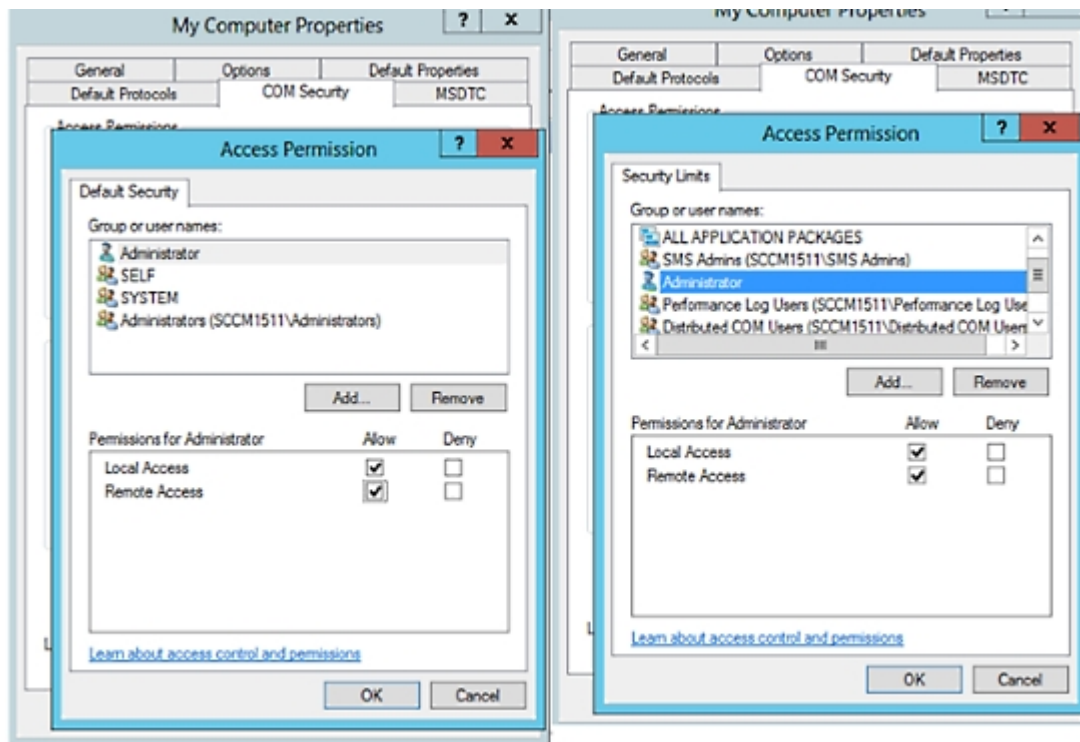 My Computer Properties
? X
General Options Default Properties
Default Protocols COM Security MSDTC
Access Permissions
Access Permission
? X
Default Security
Group or user names:
Administrator
SELF
SYSTEM
Administrators (SCCM1511\Administrators)
Add... Remove
Permissions for Administrator Allow Deny
Local Access
Remote Access
Learn about access control and permissions
OK Cancel
My Computer Properties
General Options Default Properties
Default Protocols COM Security MSDTC
Access Permissions
Access Permission
? X
Security Limits
Group or user names:
ALL APPLICATION PACKAGES
SMS Admins (SCCM1511\SMS Admins)
Administrator
Performance Log Users (SCCM1511\Performance Log Use
Distributed COM Users (SCCM1511\Distributed COM Users
Add... Remove
Permissions for Administrator Allow Deny
Local Access
Remote Access
Learn about access control and permissions
OK Cancel